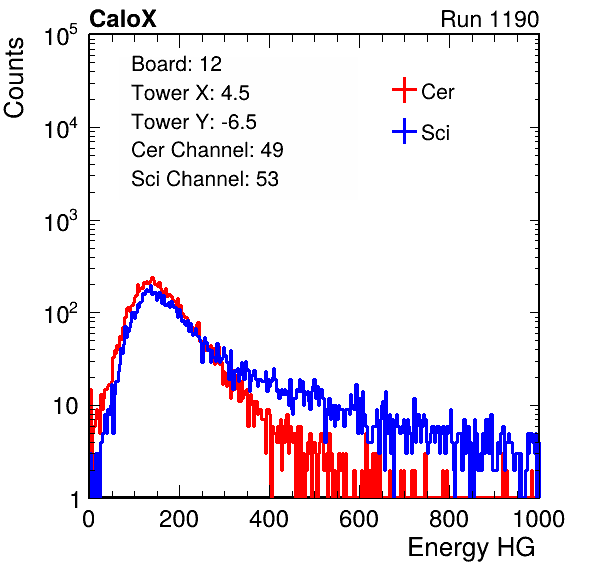 CaloX Run 1190
Counts
10^5
10^4
10^3
10^2
10
1
Board: 12
Tower X: 4.5
Tower Y: -6.5
Cer Channel: 49
Sci Channel: 53
Cer
Sci
0 200 400 600 800 1000
Energy HG